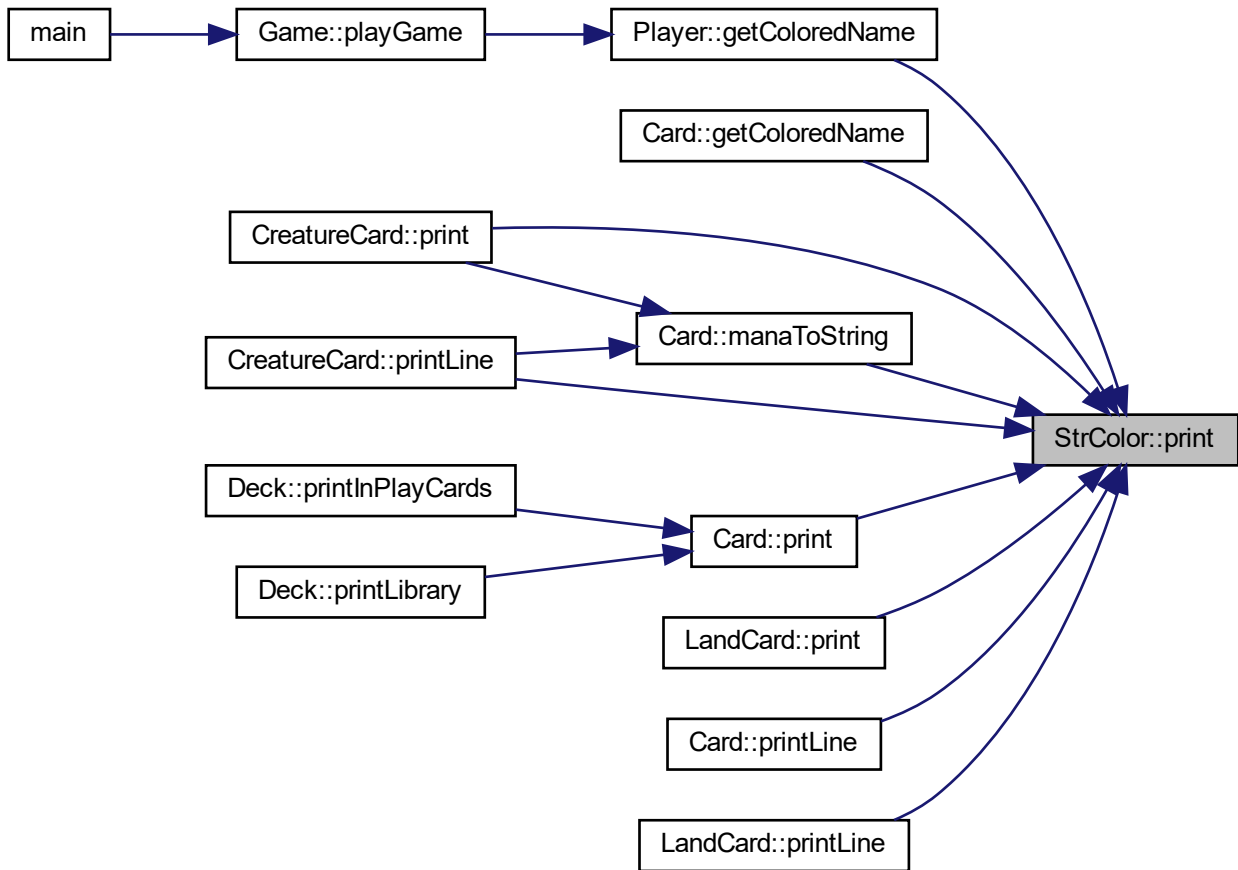 main
Game::playGame
Player::getColoredName
Card::getColoredName
CreatureCard::print
Card::manaToString
CreatureCard::printLine
StrColor::print
Deck::printInPlayCards
Card::print
Deck::printLibrary
LandCard::print
Card::printLine
LandCard::printLine